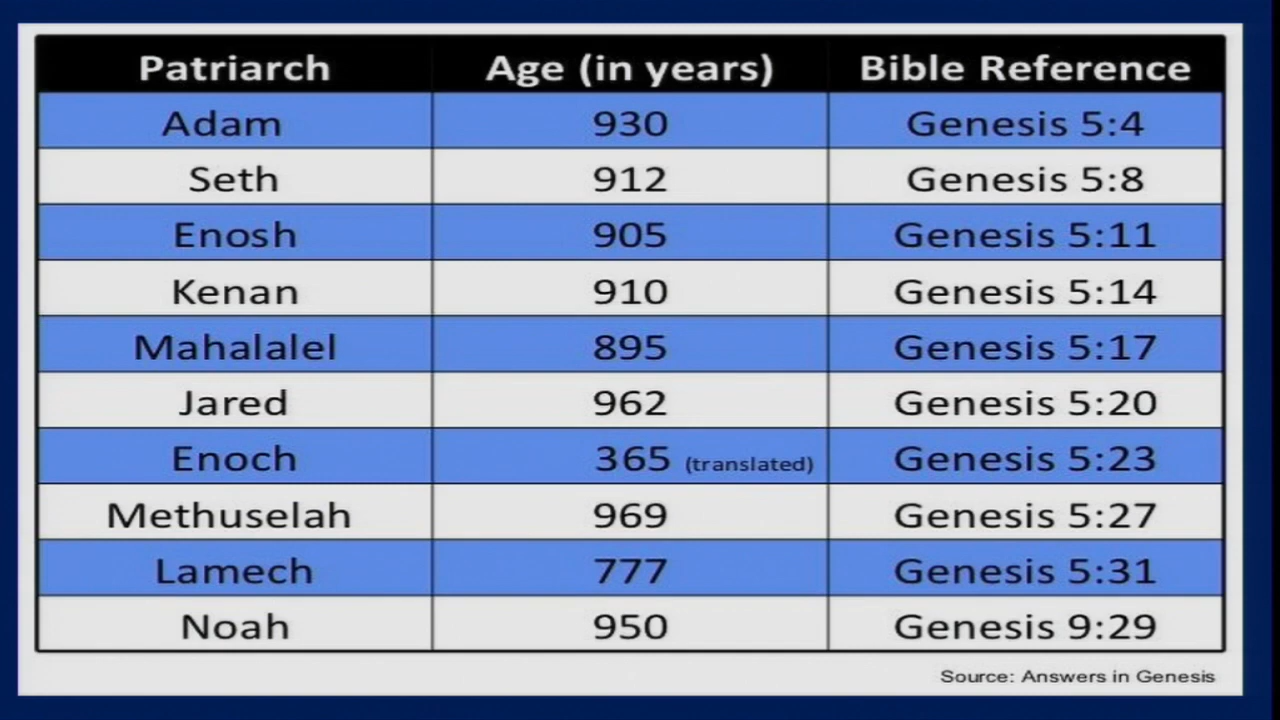 Patriarch Age (in years) Bible Reference
Adam 930 Genesis 5:4
Seth 912 Genesis 5:8
Enosh 905 Genesis 5:11
Kenan 910 Genesis 5:14
Mahalalel 895 Genesis 5:17
Jared 962 Genesis 5:20
Enoch 365 (translated) Genesis 5:23
Methuselah 969 Genesis 5:27
Lamech 777 Genesis 5:31
Noah 950 Genesis 9:29
Source: Answers in Genesis